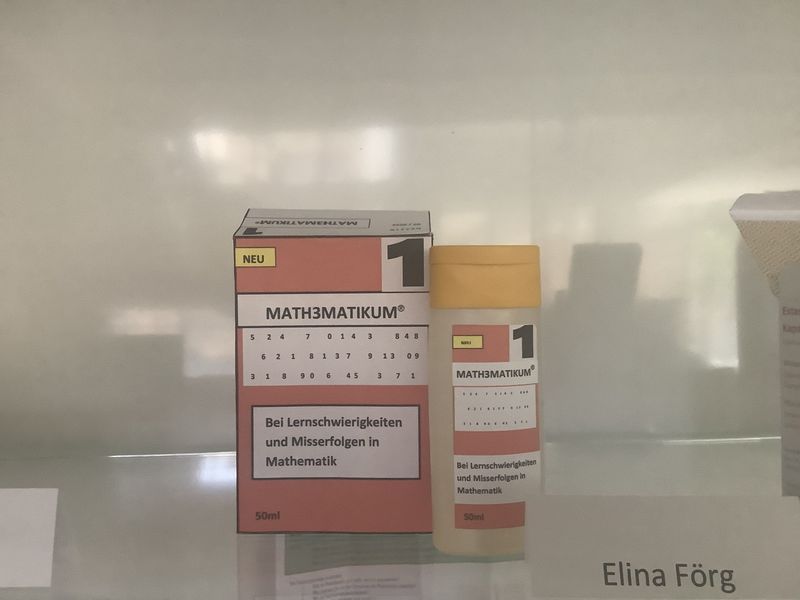 MATH3MATIKUM®
1
NEU
1
MATH3MATIKUM®
5 2 4 7 0 1 4 3 8 4 8
6 2 1 8 1 3 7 9 1 3 0 9
3 1 8 9 0 6 4 5 3 7 1
Bei Lernschwierigkeiten
und Misserfolgen in
Mathematik
50ml
NEU
1
MATH3MATIKUM®
Bei Lernschwierigkeiten
und Misserfolgen in
Mathematik
50ml
Elina Förg